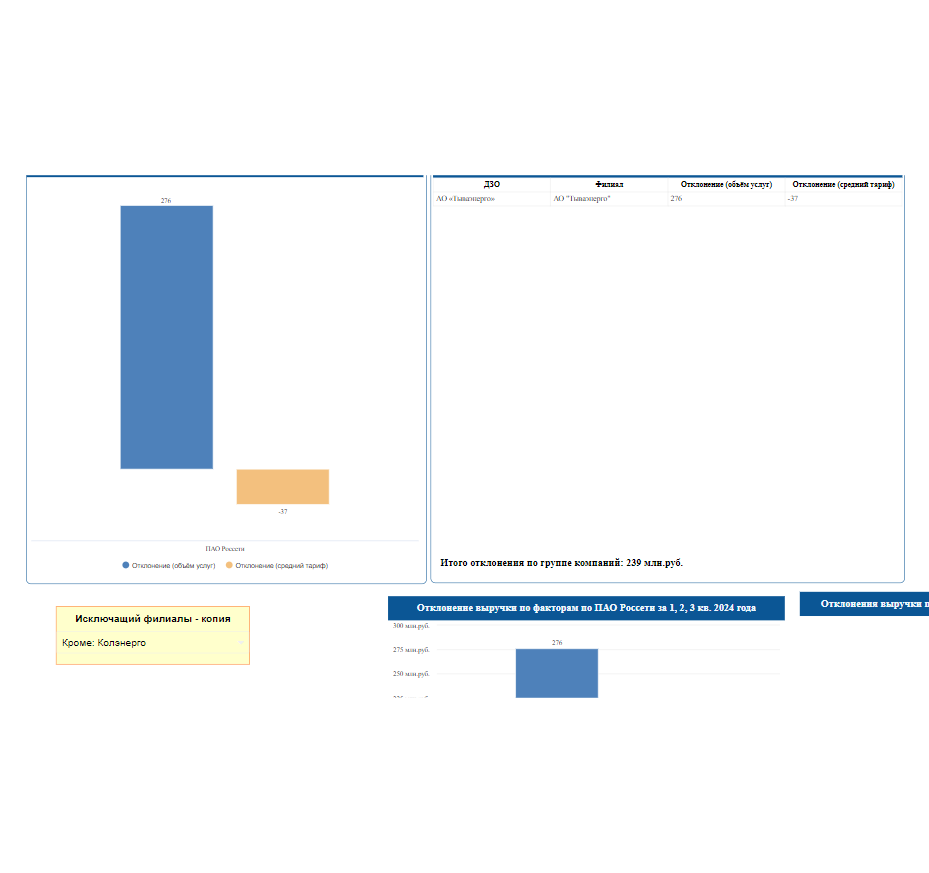 276
-37
ПАО Россети
Отклонение (объём услуг) Отклонение (средний тариф)
ДЗО Филиал Отклонение (объём услуг) Отклонение (средний тариф)
АО «Тываэнерго» АО "Тываэнерго" 276 -37
Итого отклонения по группе компаний: 239 млн.руб.
Исключащий филиалы - копия
Кроме: Колэнерго
Отклонение выручки по факторам по ПАО Россети за 1, 2, 3 кв. 2024 года
300 млн.руб.
276
275 млн.руб.
250 млн.руб.
Отклонения выручки